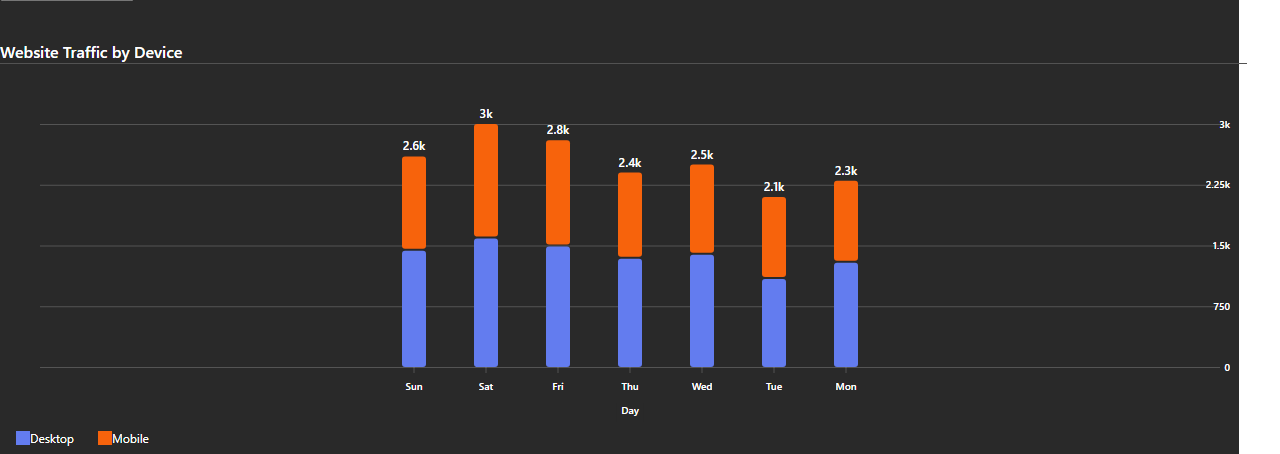 Website Traffic by Device
3k
2.8k
2.6k
2.5k
2.4k
2.3k
2.1k
3k
2.25k
1.5k
750
0
Sun Sat Fri Thu Wed Tue Mon
Day
Desktop Mobile